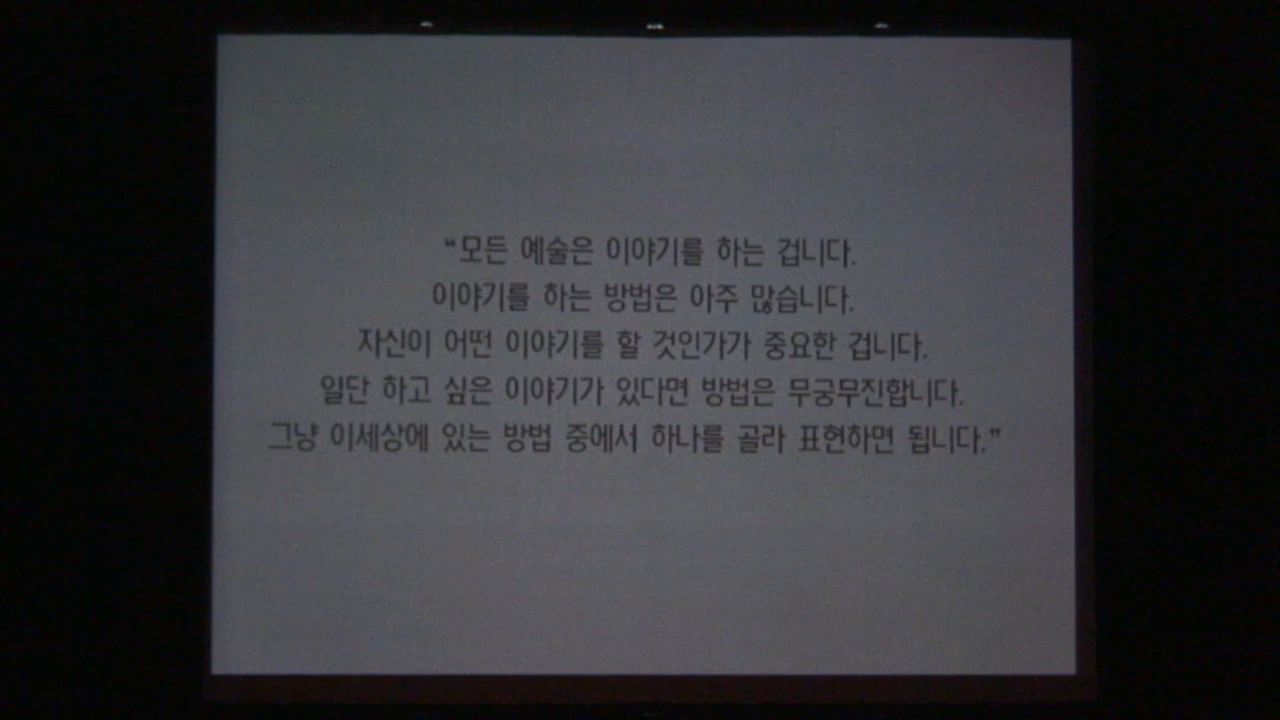 “모든 예술은 이야기를 하는 겁니다.
이야기를 하는 방법은 아주 많습니다.
자신이 어떤 이야기를 할 것인가가 중요한 겁니다.
일단 하고 싶은 이야기가 있다면 방법은 무궁무진합니다.
그냥 이세상에 있는 방법 중에서 하나를 골라 표현하면 됩니다.”